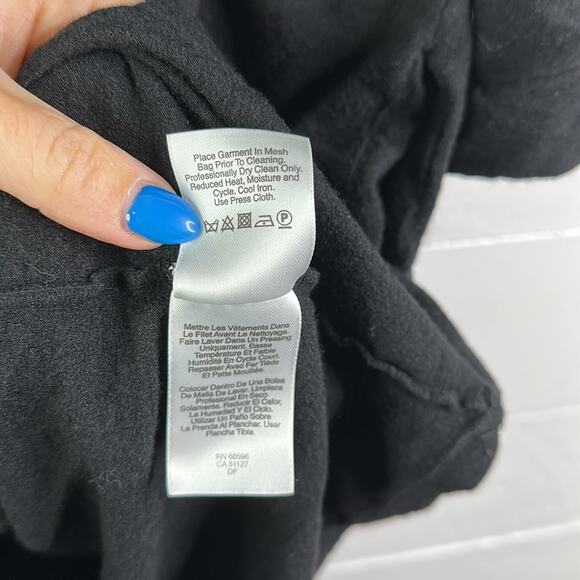 Place Garment In Mesh
Bag Prior To Cleaning.
Professionally Dry Clean Only.
Reduced Heat, Moisture and
Cycle. Cool Iron.
Use Press Cloth.
P
Mettre Les Vêtements Dans
Le Filet Avant Le Nettoyage.
Faire Laver Dans Un Pressing
Uniquement. Basse
Température Et Faible
Humidité En Cycle Court.
Repasser Avec Fer Tiède
Et Patte Mouillée.
Colocar Dentro De Una Bolsa
De Malla De Lavar. Limpieza
Profesional En Seco
Solamente. Reducir El Calor,
La Humedad Y El Ciclo.
Utilizar Un Paño Sobre
La Prenda Al Planchar. Usar
Plancha Tibia.
RN 66596
CA 31127
DF